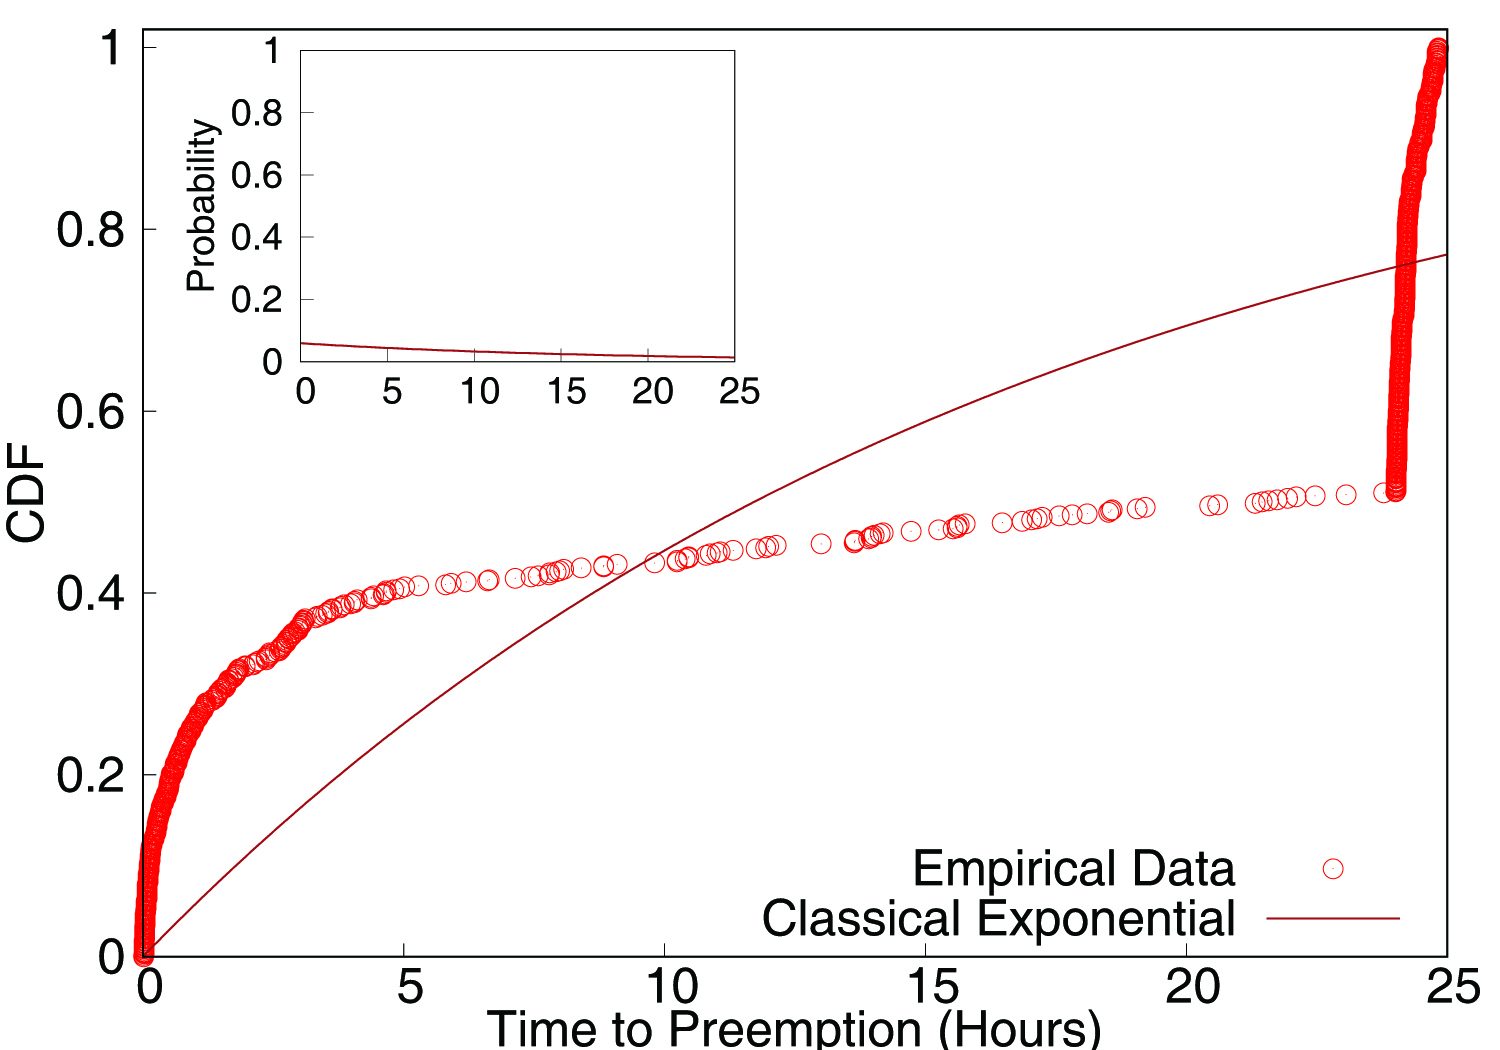 1
0.8
0.6
0.4
0.2
0
CDF
0 5 10 15 20 25
Time to Preemption (Hours)
1
0.8
0.6
0.4
0.2
0
Probability
0 5 10 15 20 25
Empirical Data
Classical Exponential